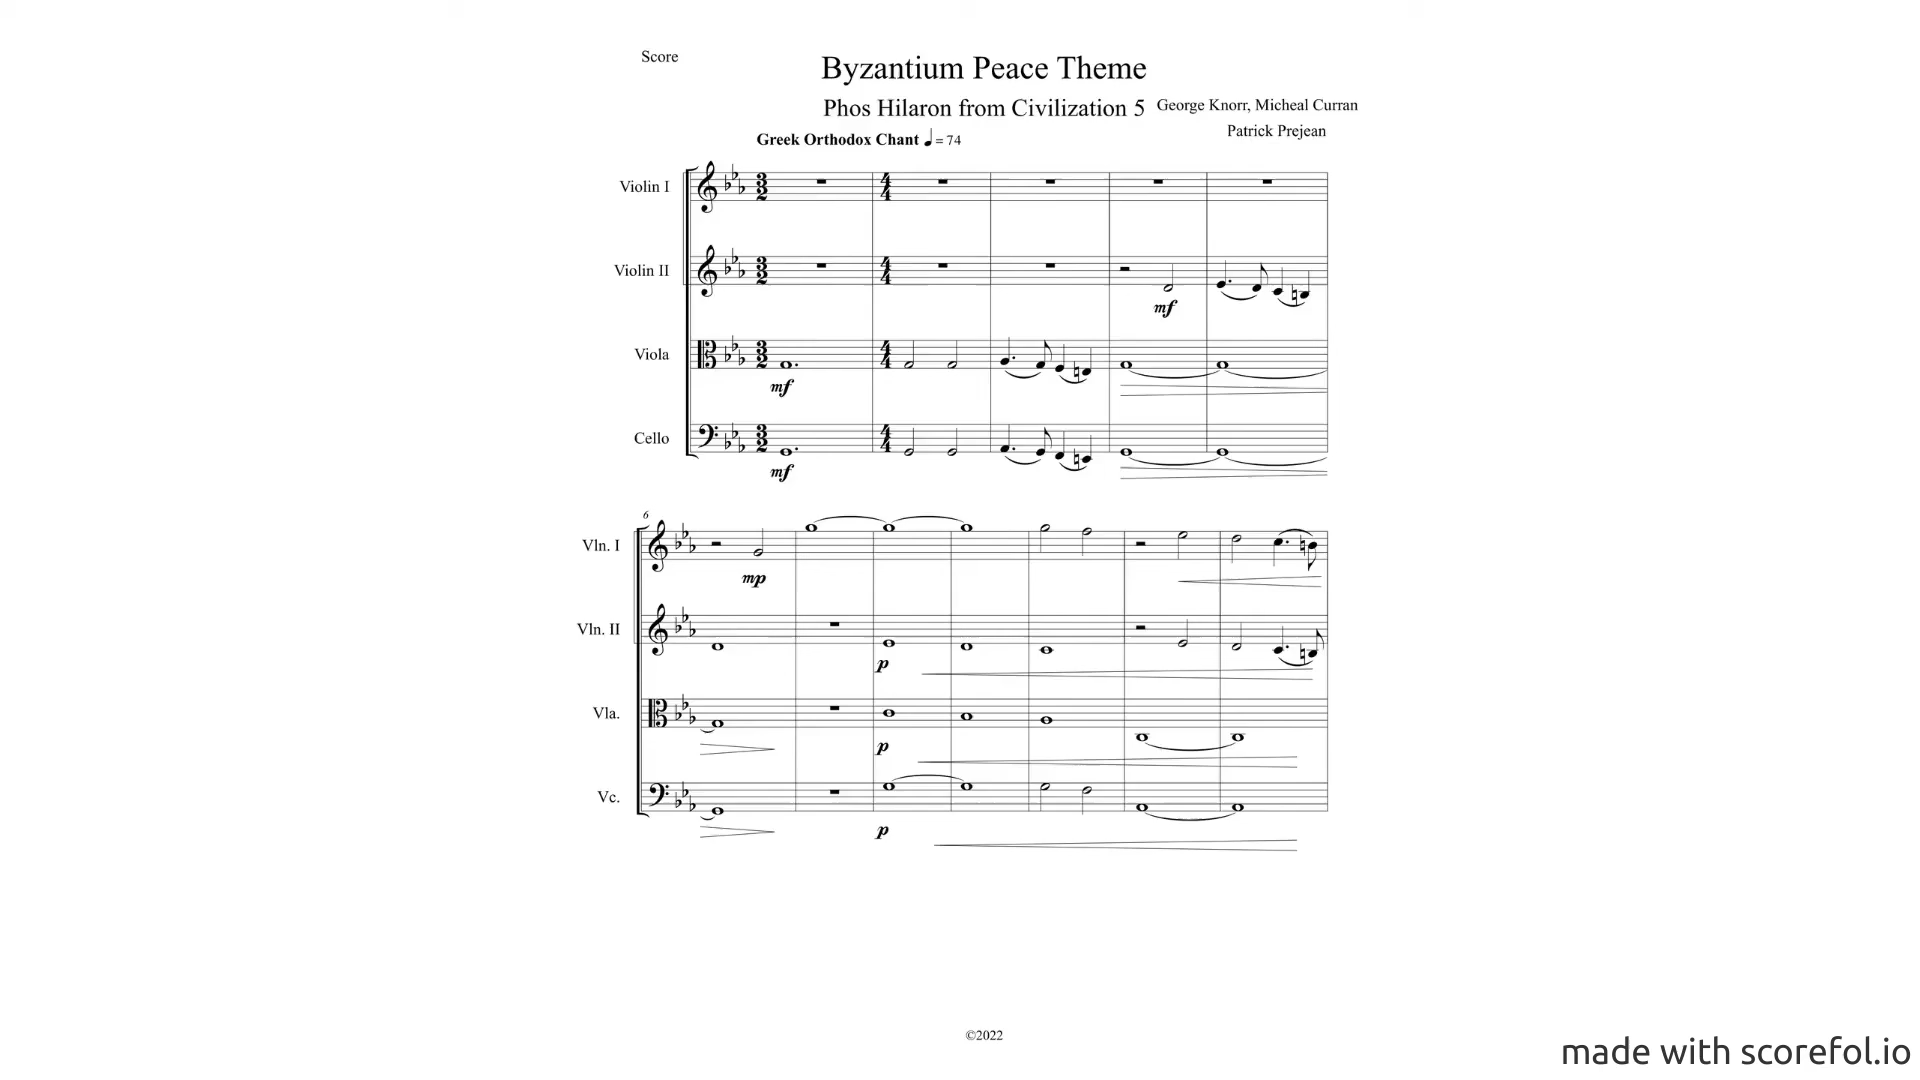 Score
Byzantium Peace Theme
Phos Hilaron from Civilization 5
George Knorr, Micheal Curran
Patrick Prejean
Greek Orthodox Chant ♩ = 74
Violin I
Violin II
mf
Viola
mf
Cello
mf
6
Vln. I
mp
Vln. II
p
Vla.
p
Vc.
p
©2022
made with scorefol.io